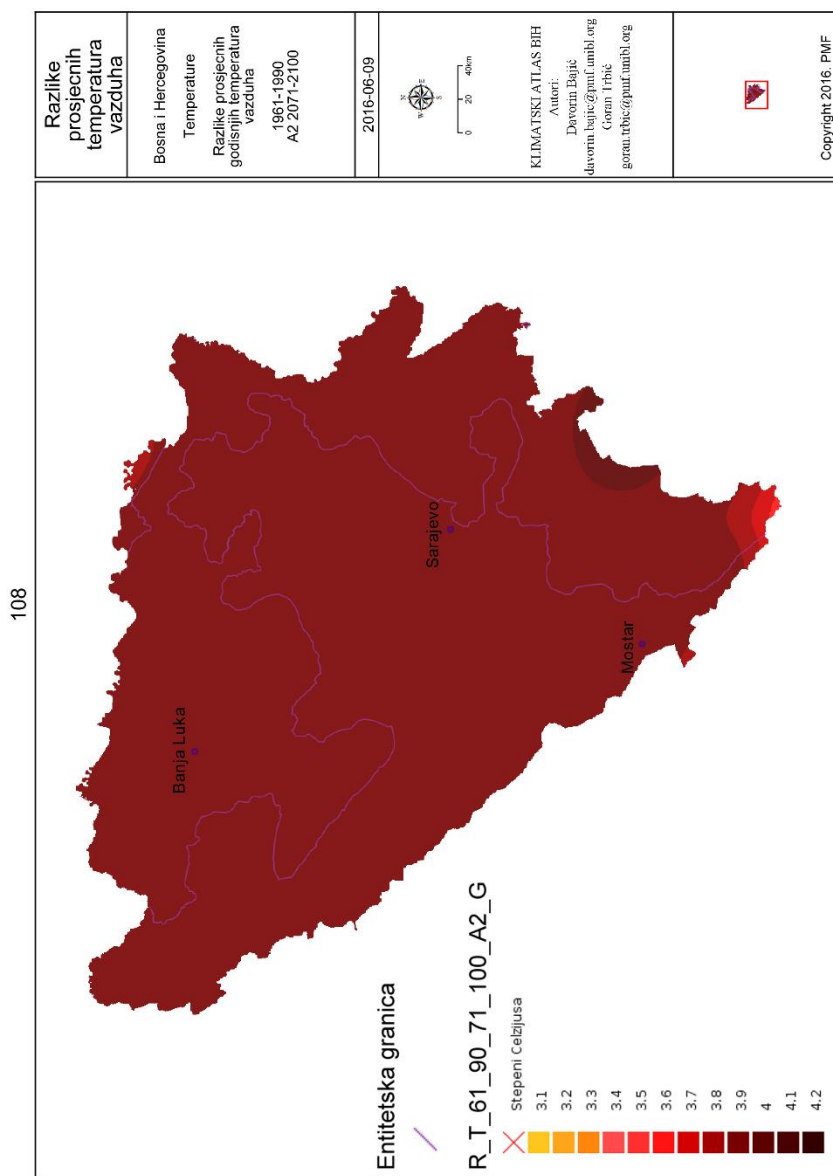 108
Razlike
prosjecnih
temperatura
vazduha
Bosna i Hercegovina
Temperature
Razlike prosjecnih
godisnjih temperatura
vazduha
1961-1990
A2 2071-2100
2016-06-09
N
W
E
S
0 20 40km
KLIMATSKI ATLAS BIH
Autori:
Davorin Bajić
davorin.bajic@pmf.unibl.org
Goran Trbić
goran.trbic@pmf.unibl.org
Copyright 2016. PMF
Banja Luka
Sarajevo
Mostar
Entitetska granica
R_T_61_90_71_100_A2_G
Stepeni Celzijusa
3.1
3.2
3.3
3.4
3.5
3.6
3.7
3.8
3.9
4
4.1
4.2